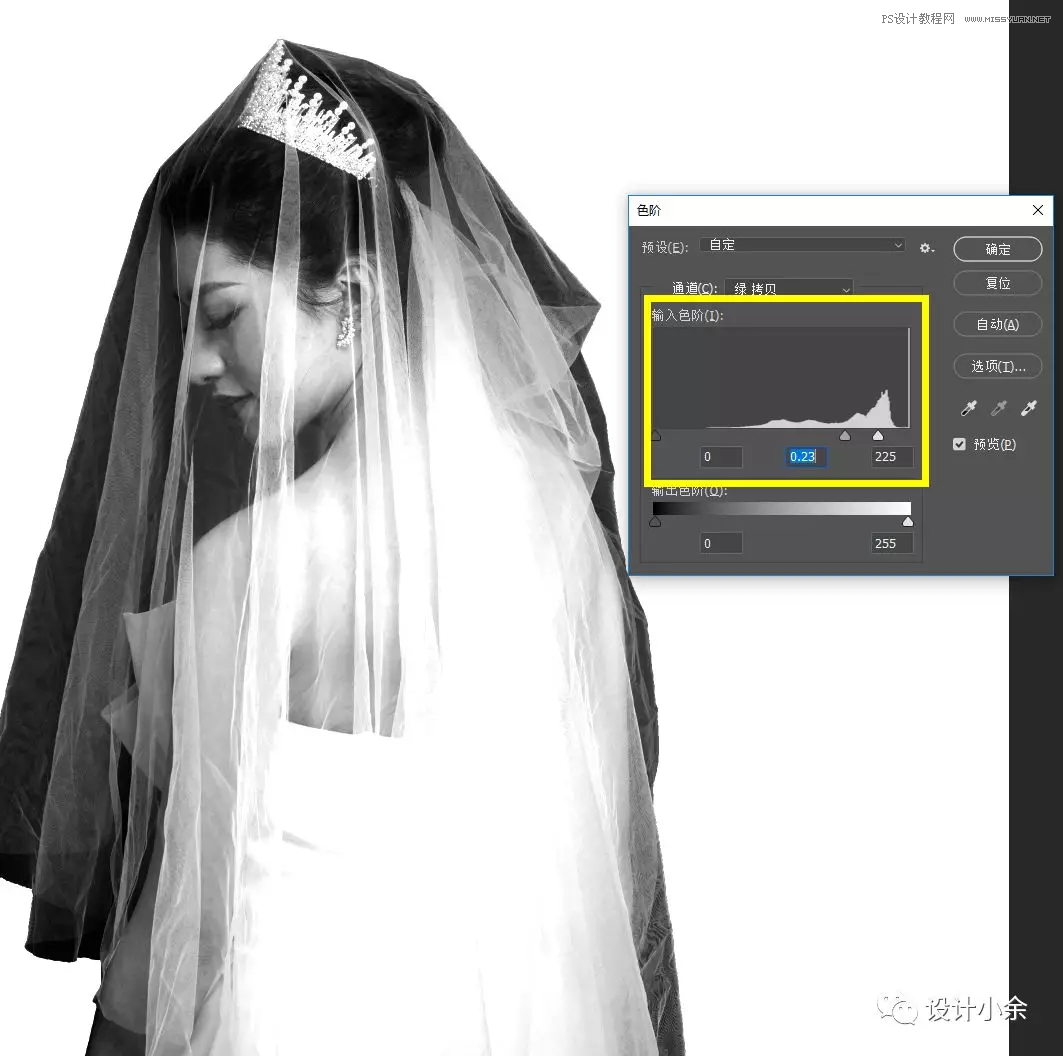 PS设计教程网 WWW.MISSYUAN.NET
色阶
预设(E): 自定
确定
通道(C): 绿 拷贝
复位
输入色阶(I):
自动(A)
选项(T)...
预览(P)
0 0.23 225
输出色阶(O):
0 255
设计小余